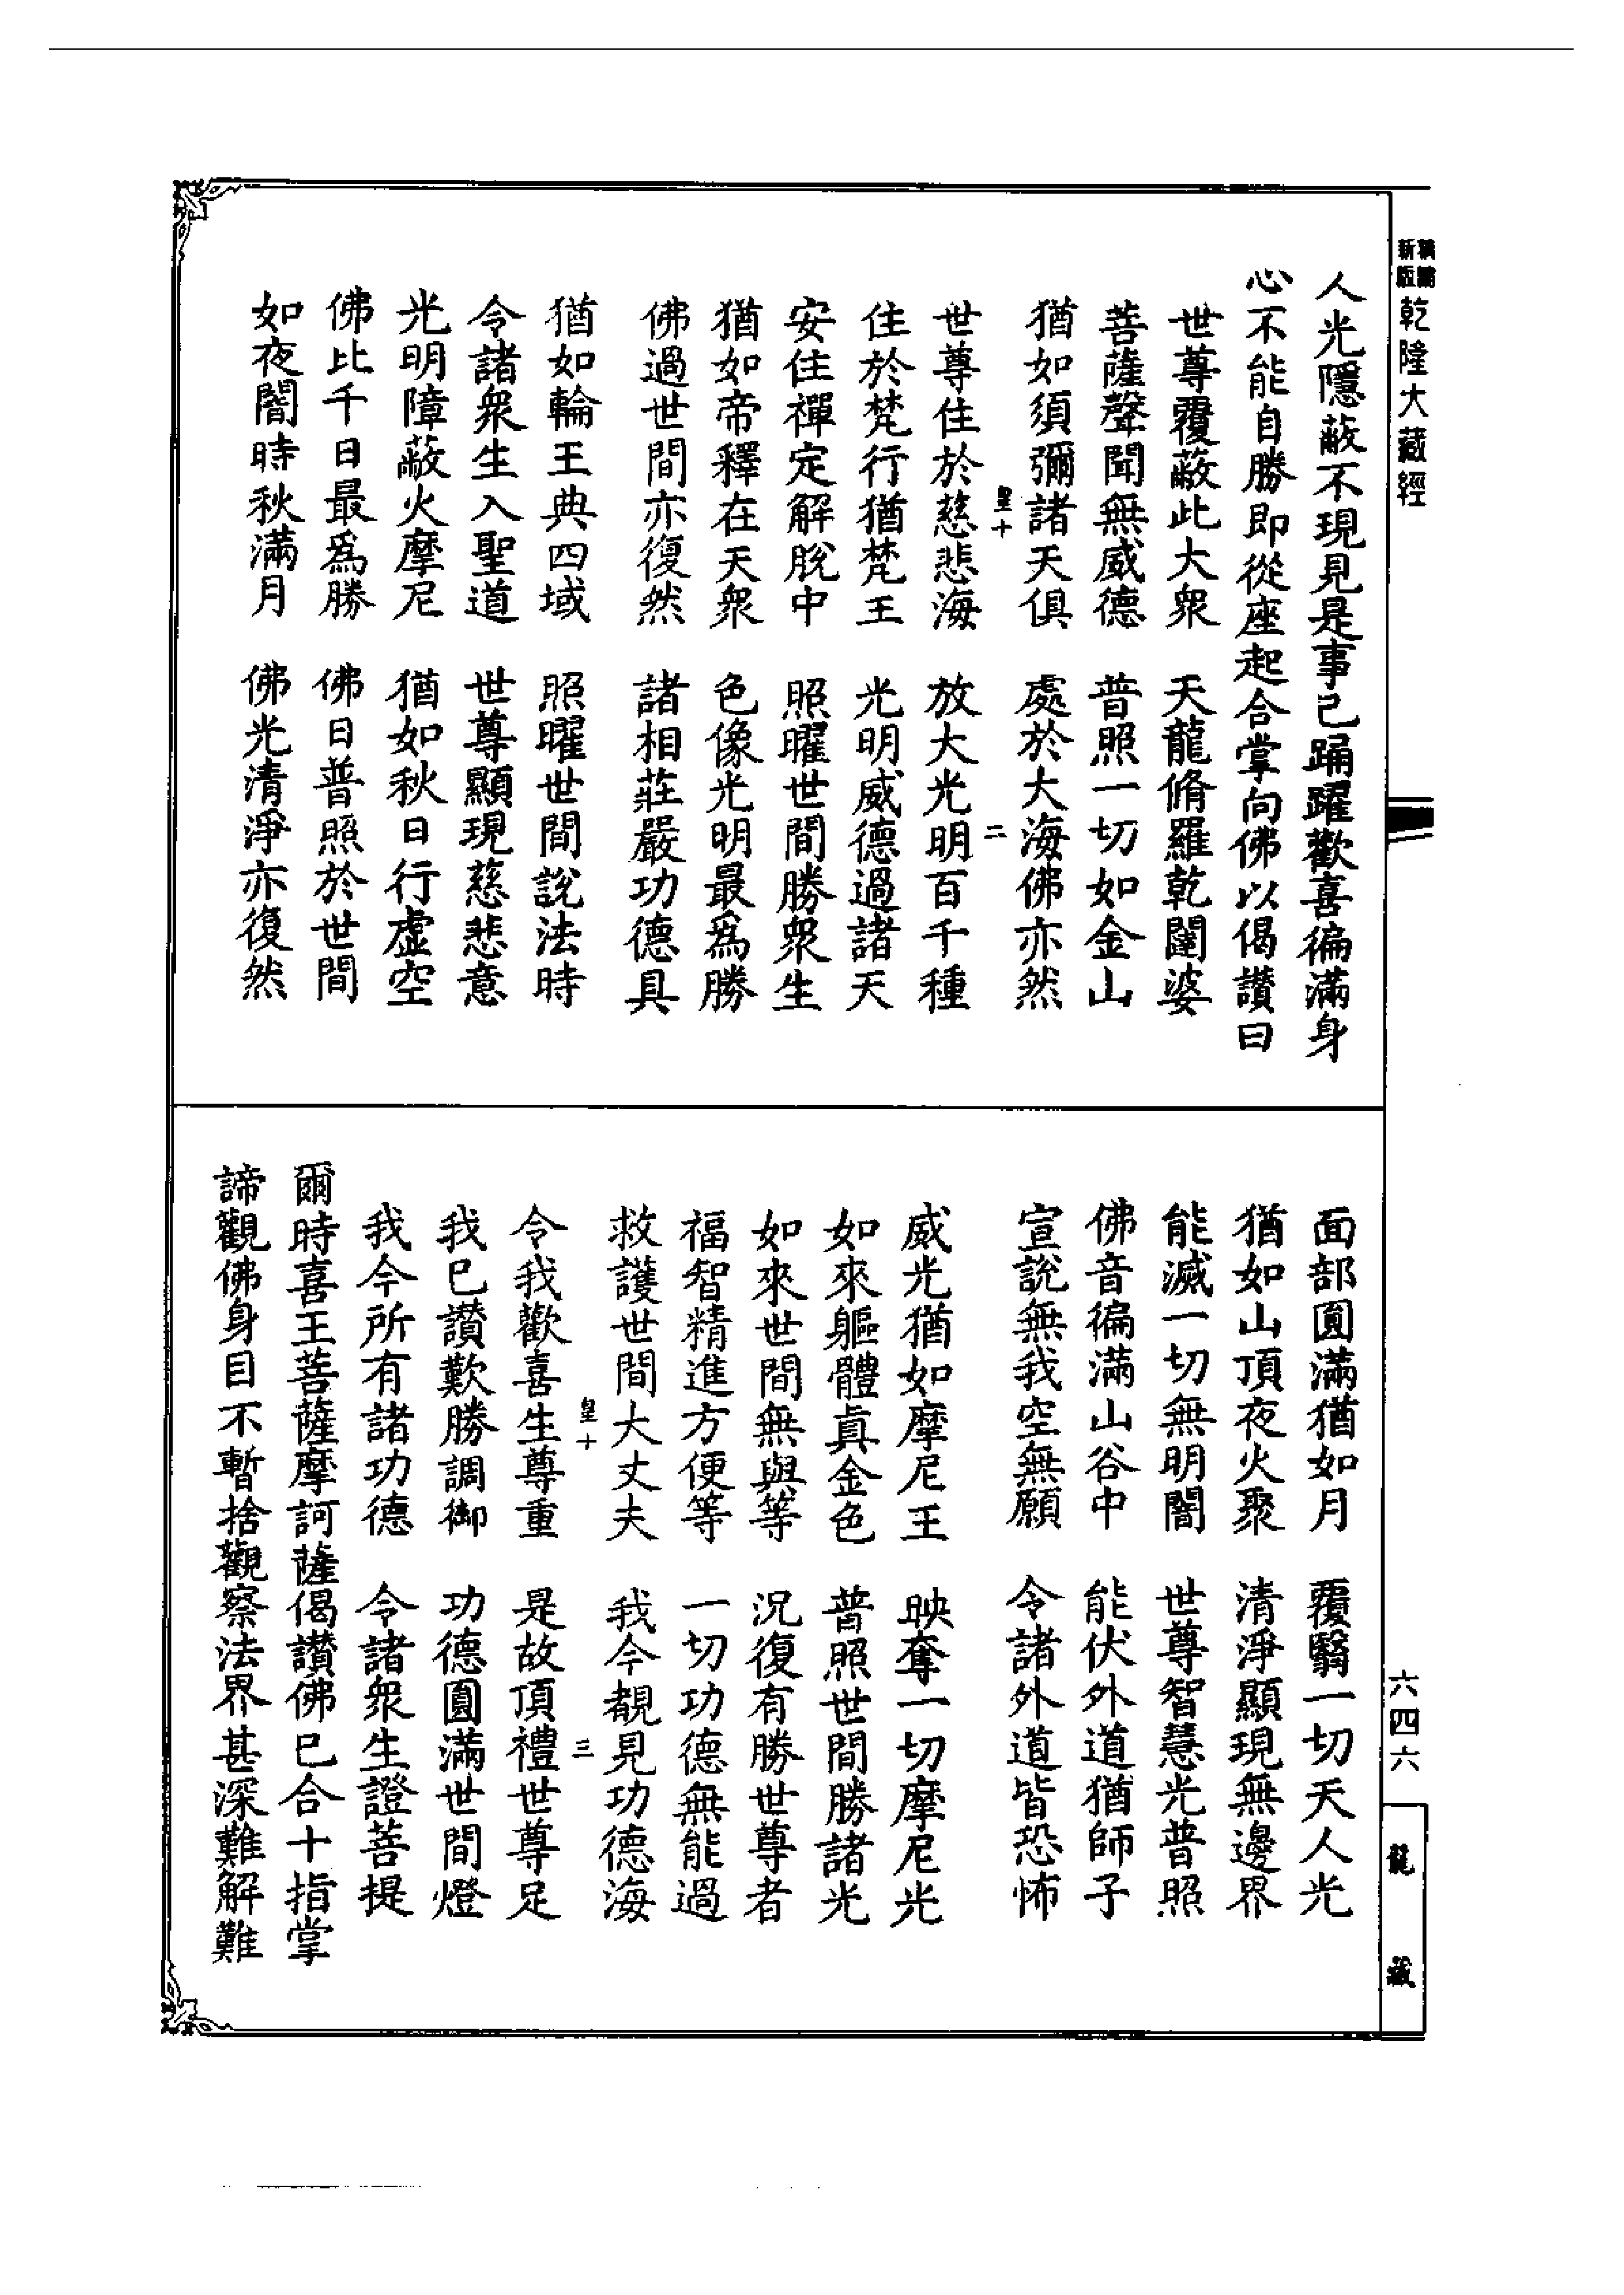 新編
縮版
乾隆大藏經
人光隱蔽不現見是事已踊躍歡喜徧滿身
心不能自勝即從座起合掌向佛以偈讚曰
世尊覆蔽此大衆 天龍脩羅乾闥婆
菩薩聲聞無威德 普照一切如金山
猶如須彌諸天俱 處於大海佛亦然
皇十 二
世尊住於慈悲海 放大光明百千種
住於梵行猶梵王 光明威德過諸天
安住禪定解脫中 照曜世間勝衆生
猶如帝釋在天衆 色像光明最爲勝
佛過世間亦復然 諸相莊嚴功德具
猶如輪王典四域 照曜世間說法時
令諸衆生入聖道 世尊顯現慈悲意
光明障蔽火摩尼 猶如秋日行虛空
佛比千日最爲勝 佛日普照於世間
如夜闇時秋滿月 佛光清淨亦復然
面部圓滿猶如月 覆翳一切天人光
猶如山頂夜火聚 清淨顯現無邊界
能滅一切無明闇 世尊智慧光普照
佛音徧滿山谷中 能伏外道猶師子
宣說無我空無願 令諸外道皆恐怖
威光猶如摩尼王 映奪一切摩尼光
如來軀體真金色 普照世間勝諸光
如來世間無與等 況復有勝世尊者
福智精進方便等 一切功德無能過
救護世間大丈夫 我今覩見功德海
皇十 三
令我歡喜生尊重 是故頂禮世尊足
我已讚歎勝調御 功德圓滿世間燈
我今所有諸功德 令諸衆生證菩提
爾時喜王菩薩摩訶薩偈讚佛已合十指掌
諦觀佛身目不暫捨觀察法界甚深難解難
六四六
龍藏